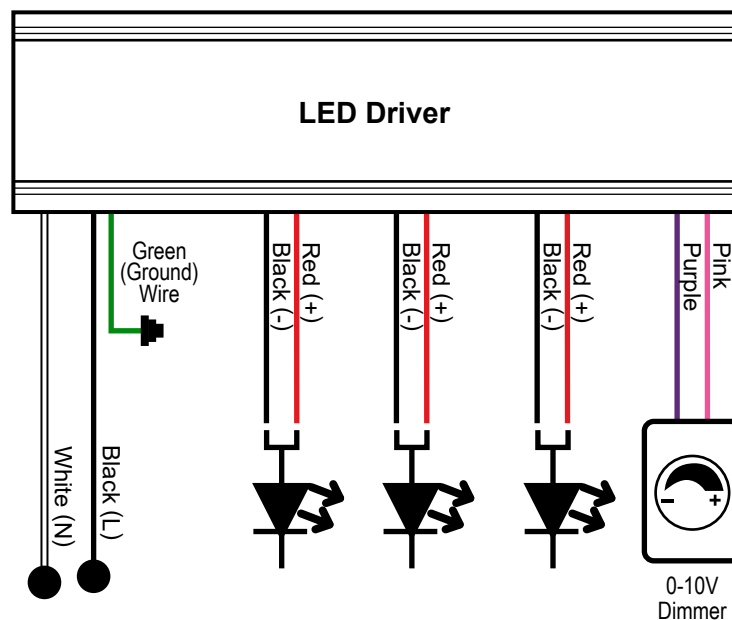 LED Driver
Green
(Ground)
Wire
White (N)
Black (L)
Black (-)
Red (+)
Black (-)
Red (+)
Black (-)
Red (+)
Purple
Pink
− +
0-10V
Dimmer